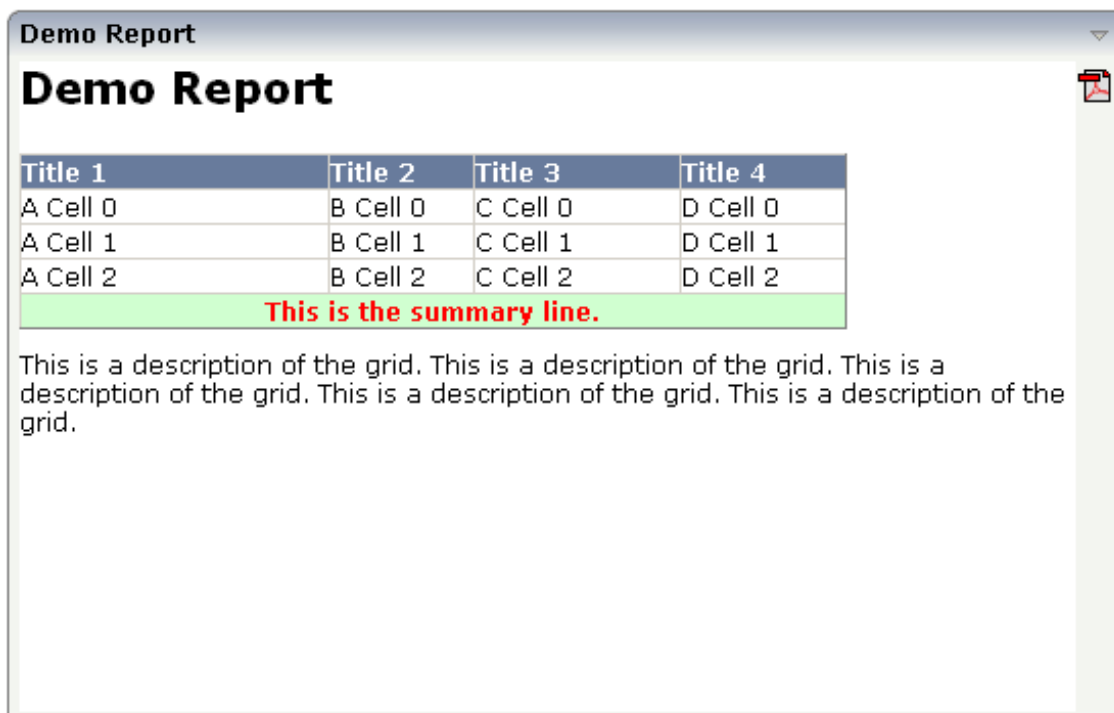 Demo Report
Demo Report
Title 1 Title 2 Title 3 Title 4
A Cell 0 B Cell 0 C Cell 0 D Cell 0
A Cell 1 B Cell 1 C Cell 1 D Cell 1
A Cell 2 B Cell 2 C Cell 2 D Cell 2
This is the summary line.
This is a description of the grid. This is a description of the grid. This is a
description of the grid. This is a description of the grid. This is a description of the
grid.